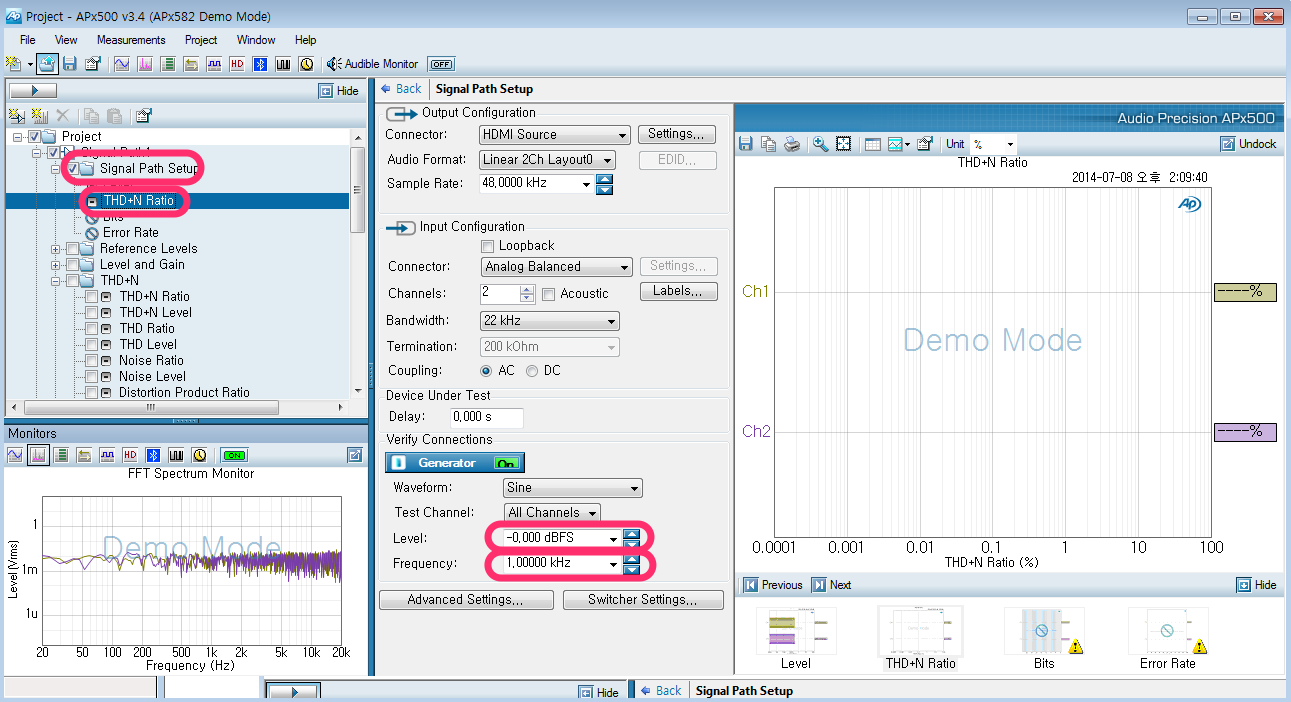 Project - APx500 v3.4 (APx582 Demo Mode)
File View Measurements Project Window Help
HD Audible Monitor OFF
Hide
Project
Signal Path1
Signal Path Setup
THD+N Ratio
Bits
Error Rate
Reference Levels
Level and Gain
THD+N
THD+N Ratio
THD+N Level
THD Ratio
THD Level
Noise Ratio
Noise Level
Distortion Product Ratio
Monitors
HD ON
FFT Spectrum Monitor
Demo Mode
Level (Vrms)
1
1m
1u
20 50 100 200 500 1k 2k 5k 10k 20k
Frequency (Hz)
Back Signal Path Setup
Output Configuration
Connector: HDMI Source Settings...
Audio Format: Linear 2Ch Layout0 EDID...
Sample Rate: 48,0000 kHz
Input Configuration
Loopback
Connector: Analog Balanced Settings...
Channels: 2 Acoustic Labels...
Bandwidth: 22 kHz
Termination: 200 kOhm
Coupling: AC DC
Device Under Test
Delay: 0,000 s
Verify Connections
Generator On
Waveform: Sine
Test Channel: All Channels
Level: -0,000 dBFS
Frequency: 1,00000 kHz
Advanced Settings... Switcher Settings...
Audio Precision APx500
Unit % Undock
THD+N Ratio
2014-07-08 오후 2:09:40
Ap
Ch1 ----%
Demo Mode
Ch2 ----%
0.0001 0.001 0.01 0.1 1 10 100
THD+N Ratio (%)
Previous Next Hide
Level THD+N Ratio Bits Error Rate
Hide Back Signal Path Setup